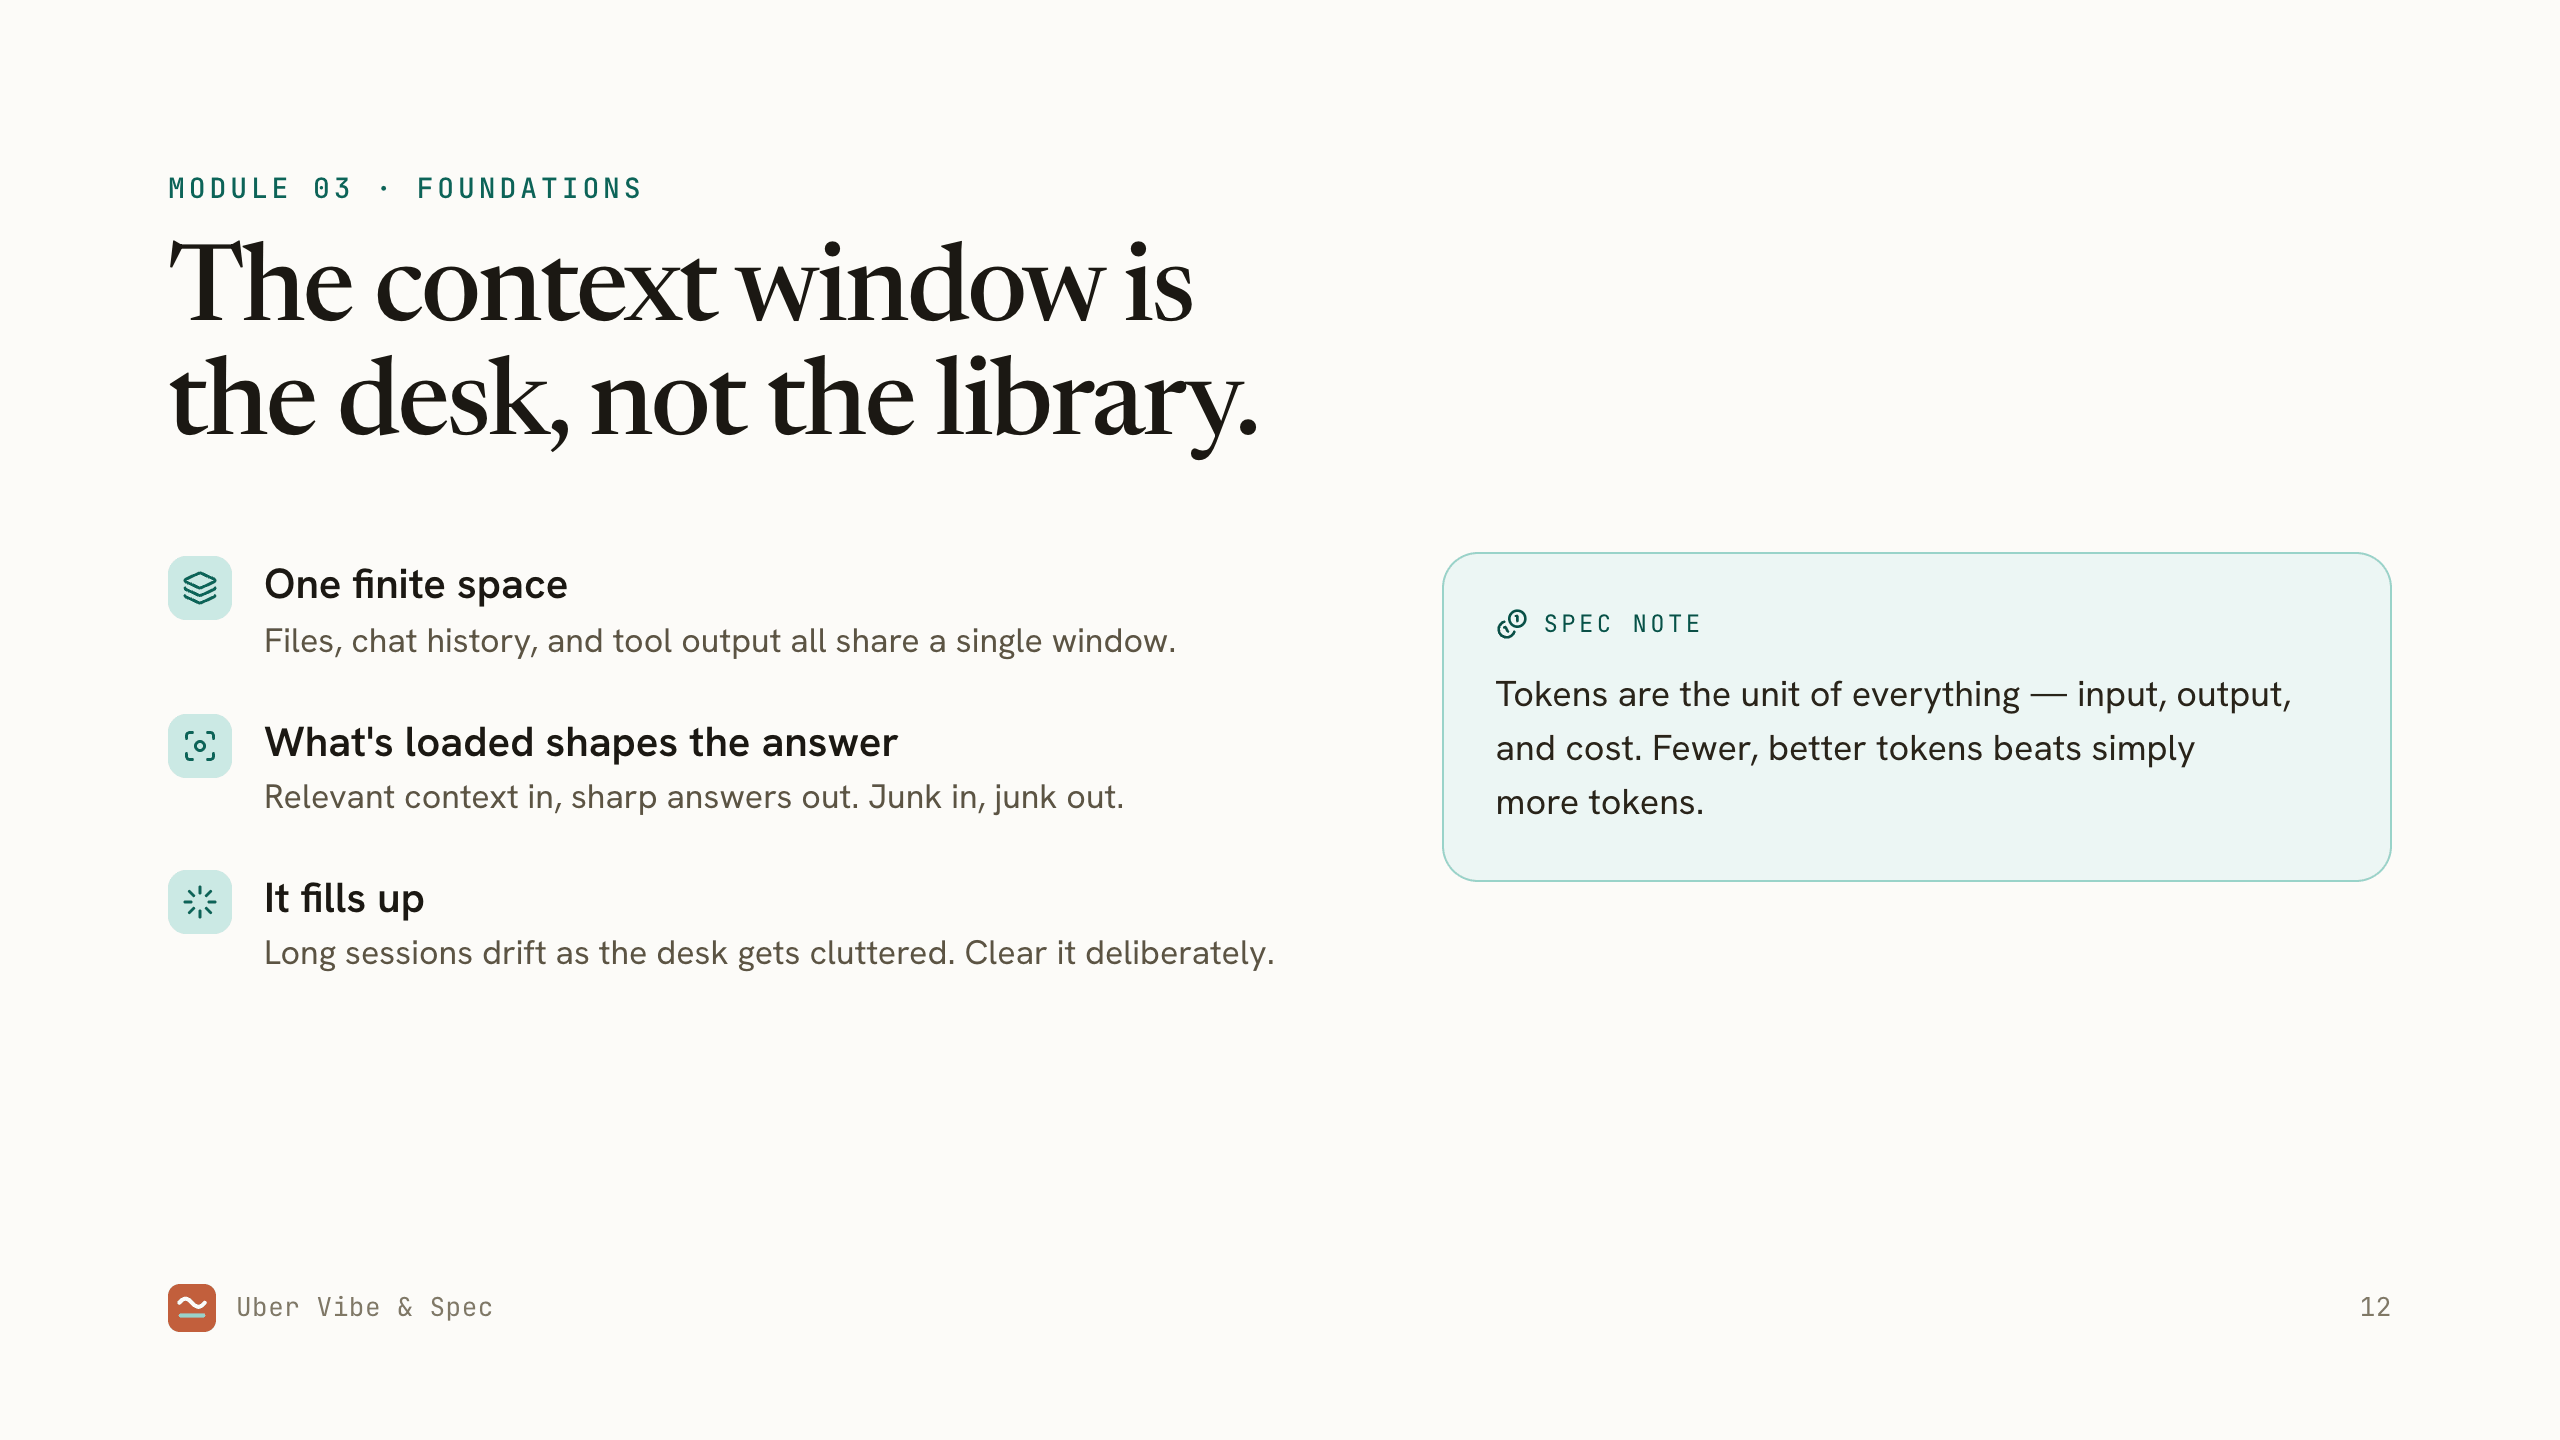 MODULE 03 · FOUNDATIONS
The context window is
the desk, not the library.
One finite space
Files, chat history, and tool output all share a single window.
What's loaded shapes the answer
Relevant context in, sharp answers out. Junk in, junk out.
It fills up
Long sessions drift as the desk gets cluttered. Clear it deliberately.
SPEC NOTE
Tokens are the unit of everything — input, output,
and cost. Fewer, better tokens beats simply
more tokens.
Uber Vibe & Spec
12